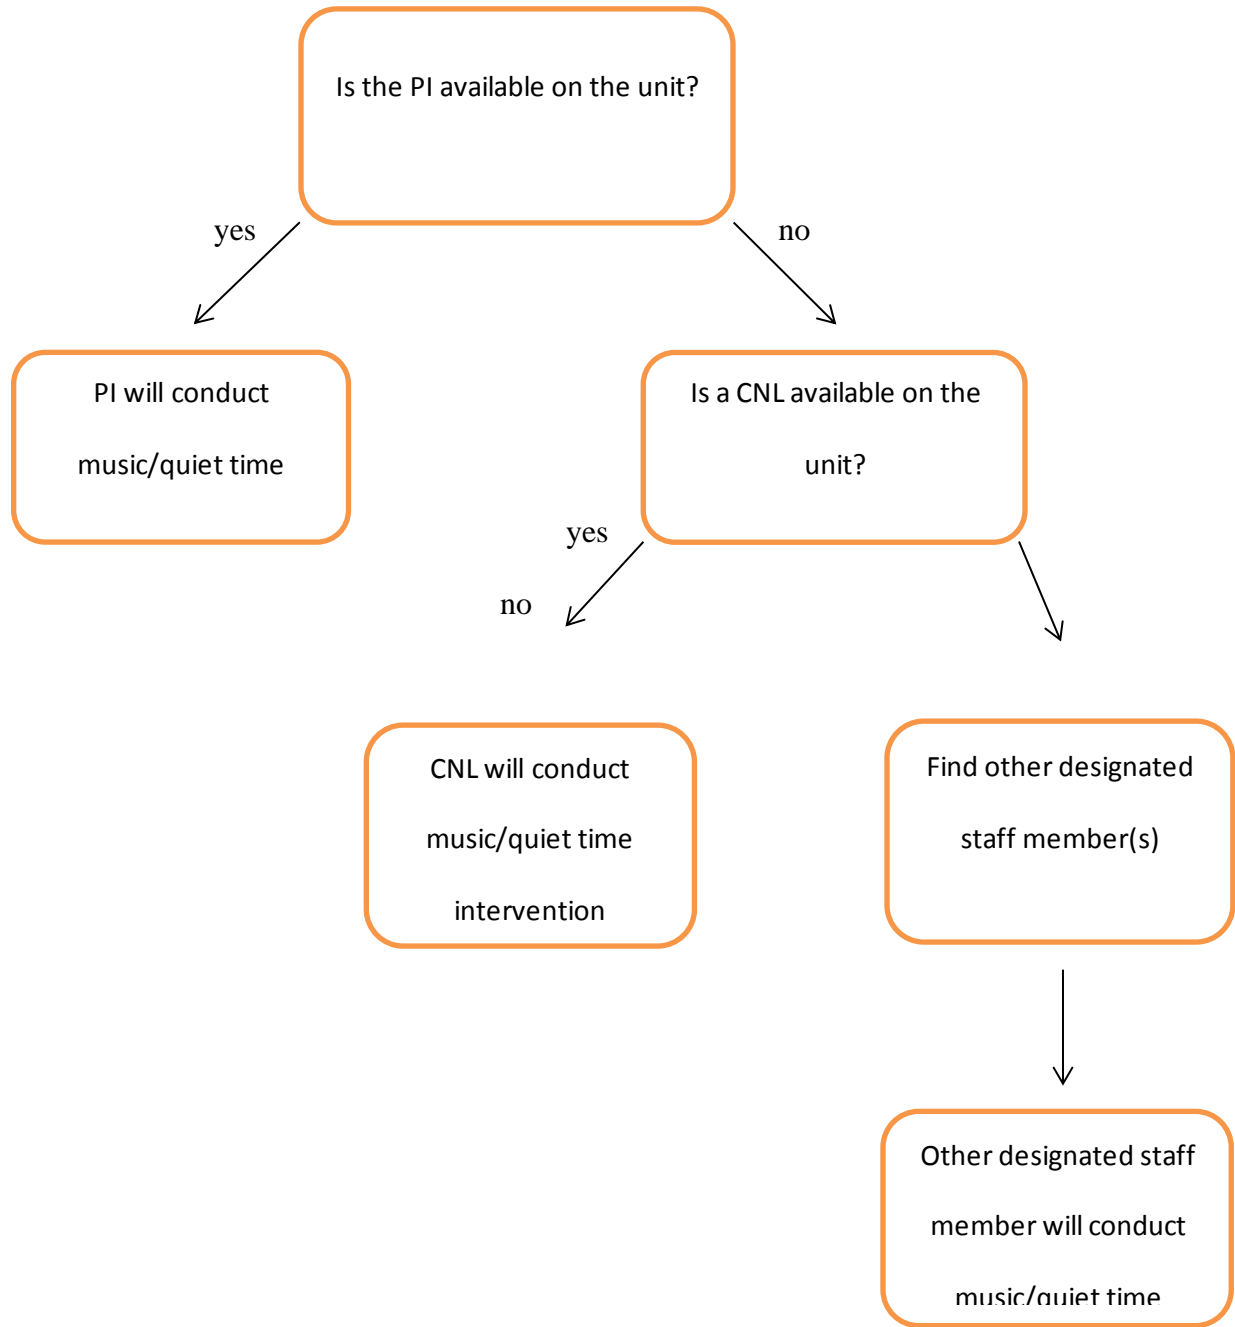 Is the PI available on the unit?
yes
no
PI will conduct
music/quiet time
Is a CNL available on the
unit?
yes
no
CNL will conduct
music/quiet time
intervention
Find other designated
staff member(s)
Other designated staff
member will conduct
music/quiet time